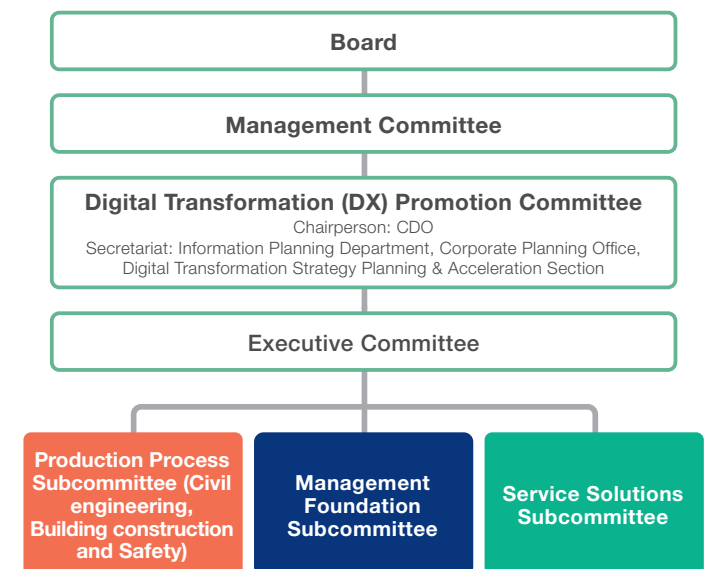 Board
Management Committee
Digital Transformation (DX) Promotion Committee
Chairperson: CDO
Secretariat: Information Planning Department, Corporate Planning Office,
Digital Transformation Strategy Planning & Acceleration Section
Executive Committee
Production Process
Subcommittee (Civil
engineering,
Building construction
and Safety)
Management
Foundation
Subcommittee
Service Solutions
Subcommittee